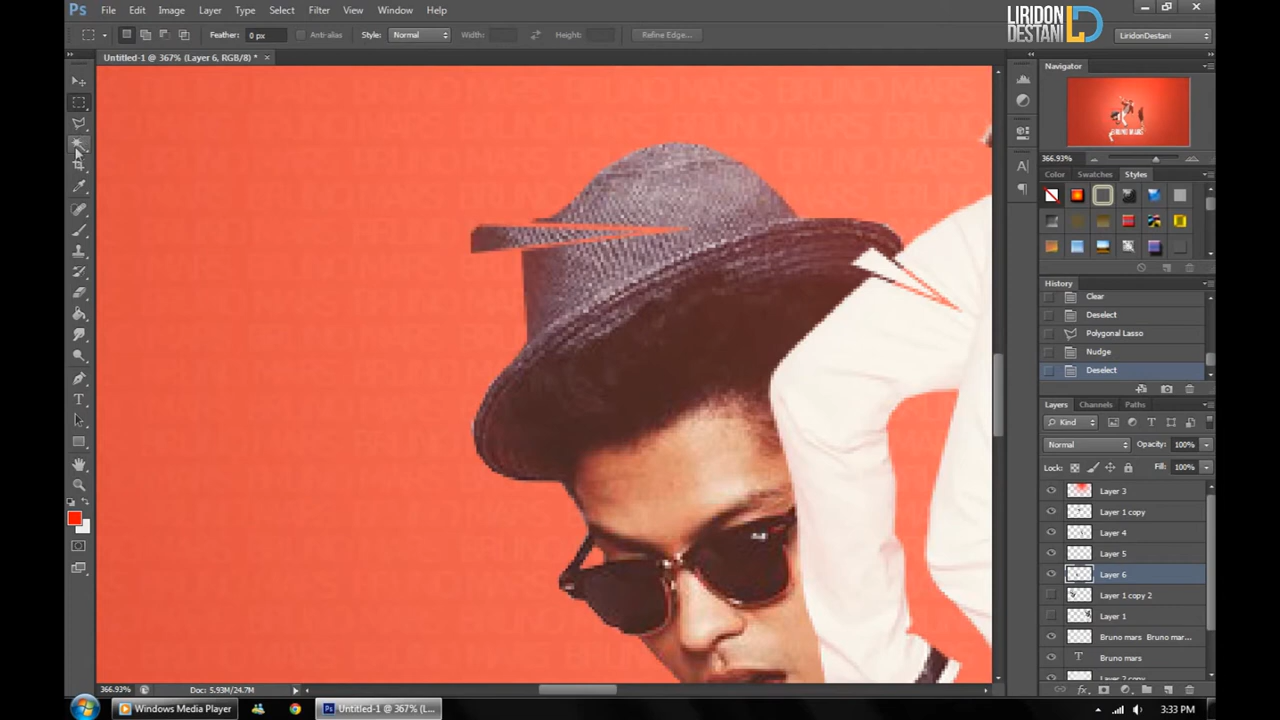 Ps File Edit Image Layer Type Select Filter View Window Help
LIRIDON DESTANI LD
Feather: 0 px Anti-alias Style: Normal Width: Height: Refine Edge... LiridonDestani
Untitled-1 @ 367% (Layer 6, RGB/8) * ×
Navigator
366.93%
Color Swatches Styles
History
Clear
Deselect
Polygonal Lasso
Nudge
Deselect
Layers Channels Paths
Kind
Normal Opacity: 100%
Lock: Fill: 100%
Layer 3
Layer 1 copy
Layer 4
Layer 5
Layer 6
Layer 1 copy 2
Layer 1
Bruno mars Bruno mar...
T Bruno mars
Layer 2 copy
366.93% Doc: 5.93M/24.7M
Windows Media Player Untitled-1 @ 367% (L... 3:33 PM